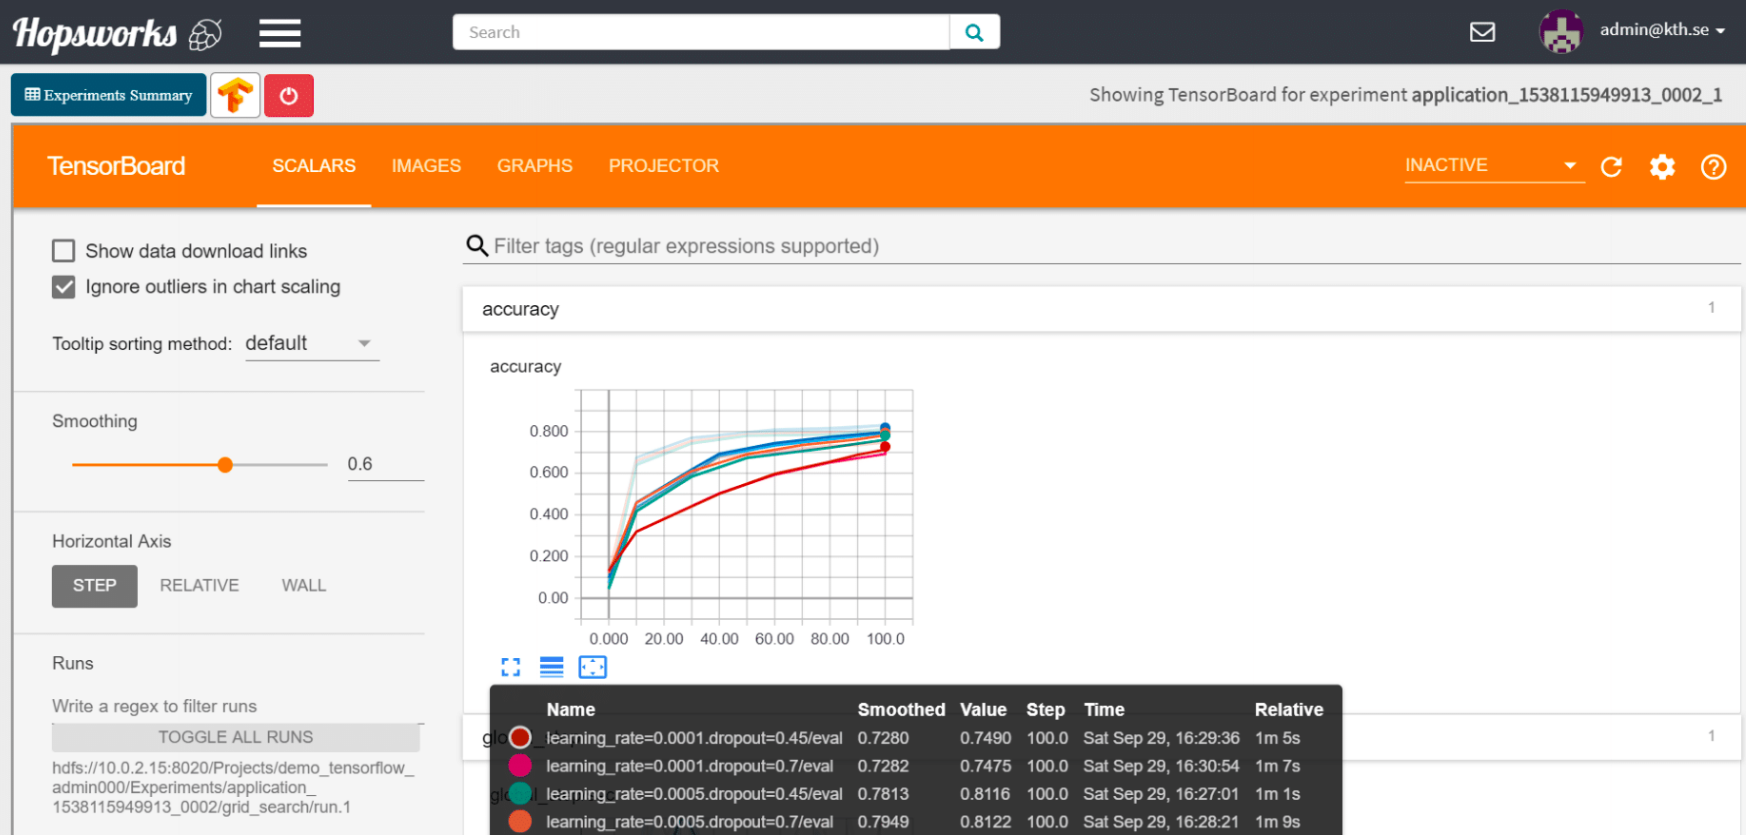 Hopsworks
Search
admin@kth.se
Experiments Summary
Showing TensorBoard for experiment application_1538115949913_0002_1
TensorBoard SCALARS IMAGES GRAPHS PROJECTOR INACTIVE
Show data download links
Ignore outliers in chart scaling
Tooltip sorting method: default
Smoothing
0.6
Horizontal Axis
STEP RELATIVE WALL
Runs
Write a regex to filter runs
TOGGLE ALL RUNS
hdfs://10.0.2.15:8020/Projects/demo_tensorflow_
admin000/Experiments/application_
1538115949913_0002/grid_search/run.1
Filter tags (regular expressions supported)
accuracy 1
accuracy
0.800
0.600
0.400
0.200
0.00
0.000 20.00 40.00 60.00 80.00 100.0
1
Name Smoothed Value Step Time Relative
learning_rate=0.0001.dropout=0.45/eval 0.7280 0.7490 100.0 Sat Sep 29, 16:29:36 1m 5s
learning_rate=0.0001.dropout=0.7/eval 0.7282 0.7475 100.0 Sat Sep 29, 16:30:54 1m 7s
learning_rate=0.0005.dropout=0.45/eval 0.7813 0.8116 100.0 Sat Sep 29, 16:27:01 1m 1s
learning_rate=0.0005.dropout=0.7/eval 0.7949 0.8122 100.0 Sat Sep 29, 16:28:21 1m 9s